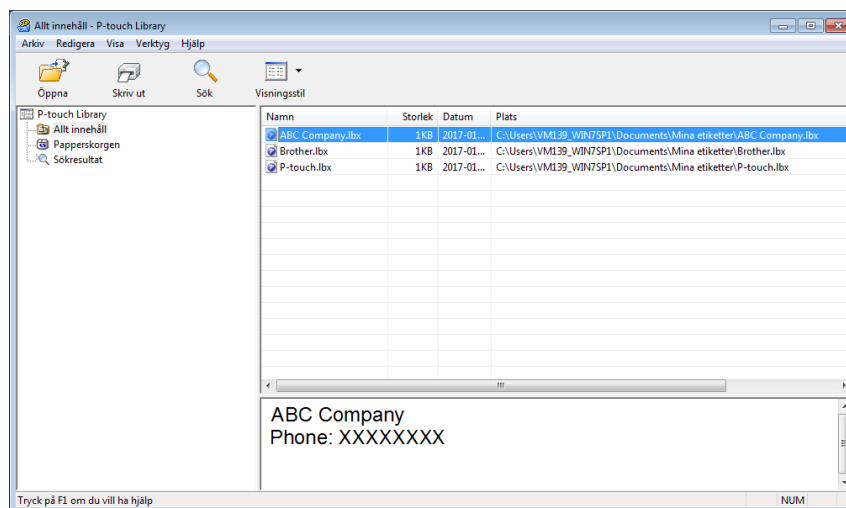 Allt innehåll - P-touch Library
Arkiv Redigera Visa Verktyg Hjälp
Öppna Skriv ut Sök Visningsstil
P-touch Library
Allt innehåll
Papperskorgen
Sökresultat
Namn Storlek Datum Plats
ABC Company.lbx 1KB 2017-01... C:\Users\VM139_WIN7SP1\Documents\Mina etiketter\ABC Company.lbx
Brother.lbx 1KB 2017-01... C:\Users\VM139_WIN7SP1\Documents\Mina etiketter\Brother.lbx
P-touch.lbx 1KB 2017-01... C:\Users\VM139_WIN7SP1\Documents\Mina etiketter\P-touch.lbx
ABC Company
Phone: XXXXXXXX
Tryck på F1 om du vill ha hjälp NUM